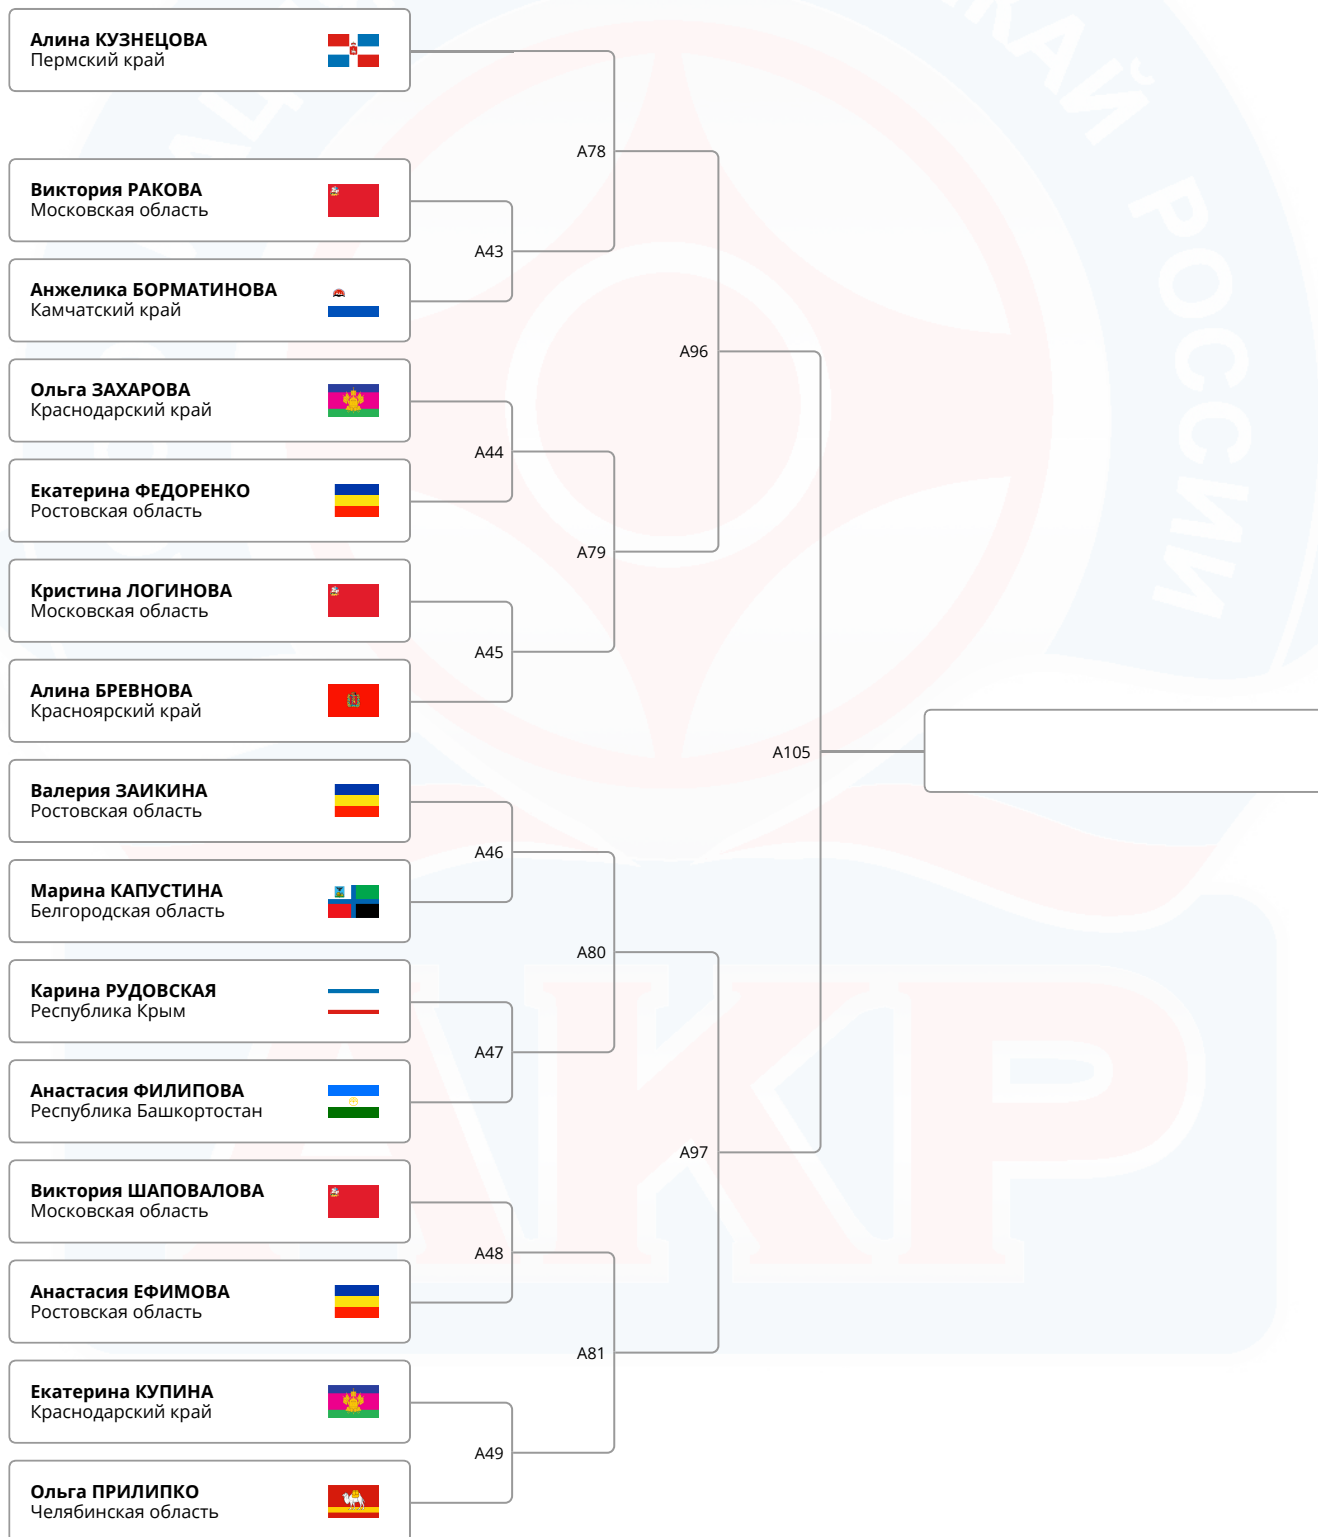 Алина КУЗНЕЦОВА
Пермский край
A78
Виктория РАКОВА
Московская область
A43
Анжелика БОРМАТИНОВА
Камчатский край
A96
Ольга ЗАХАРОВА
Краснодарский край
A44
Екатерина ФЕДОРЕНКО
Ростовская область
A79
Кристина ЛОГИНОВА
Московская область
A45
Алина БРЕВНОВА
Красноярский край
A105
Валерия ЗАИКИНА
Ростовская область
A46
Марина КАПУСТИНА
Белгородская область
A80
Карина РУДОВСКАЯ
Республика Крым
A47
Анастасия ФИЛИПОВА
Республика Башкортостан
A97
Виктория ШАПОВАЛОВА
Московская область
A48
Анастасия ЕФИМОВА
Ростовская область
A81
Екатерина КУПИНА
Краснодарский край
A49
Ольга ПРИЛИПКО
Челябинская область
РОССИИ
АКР